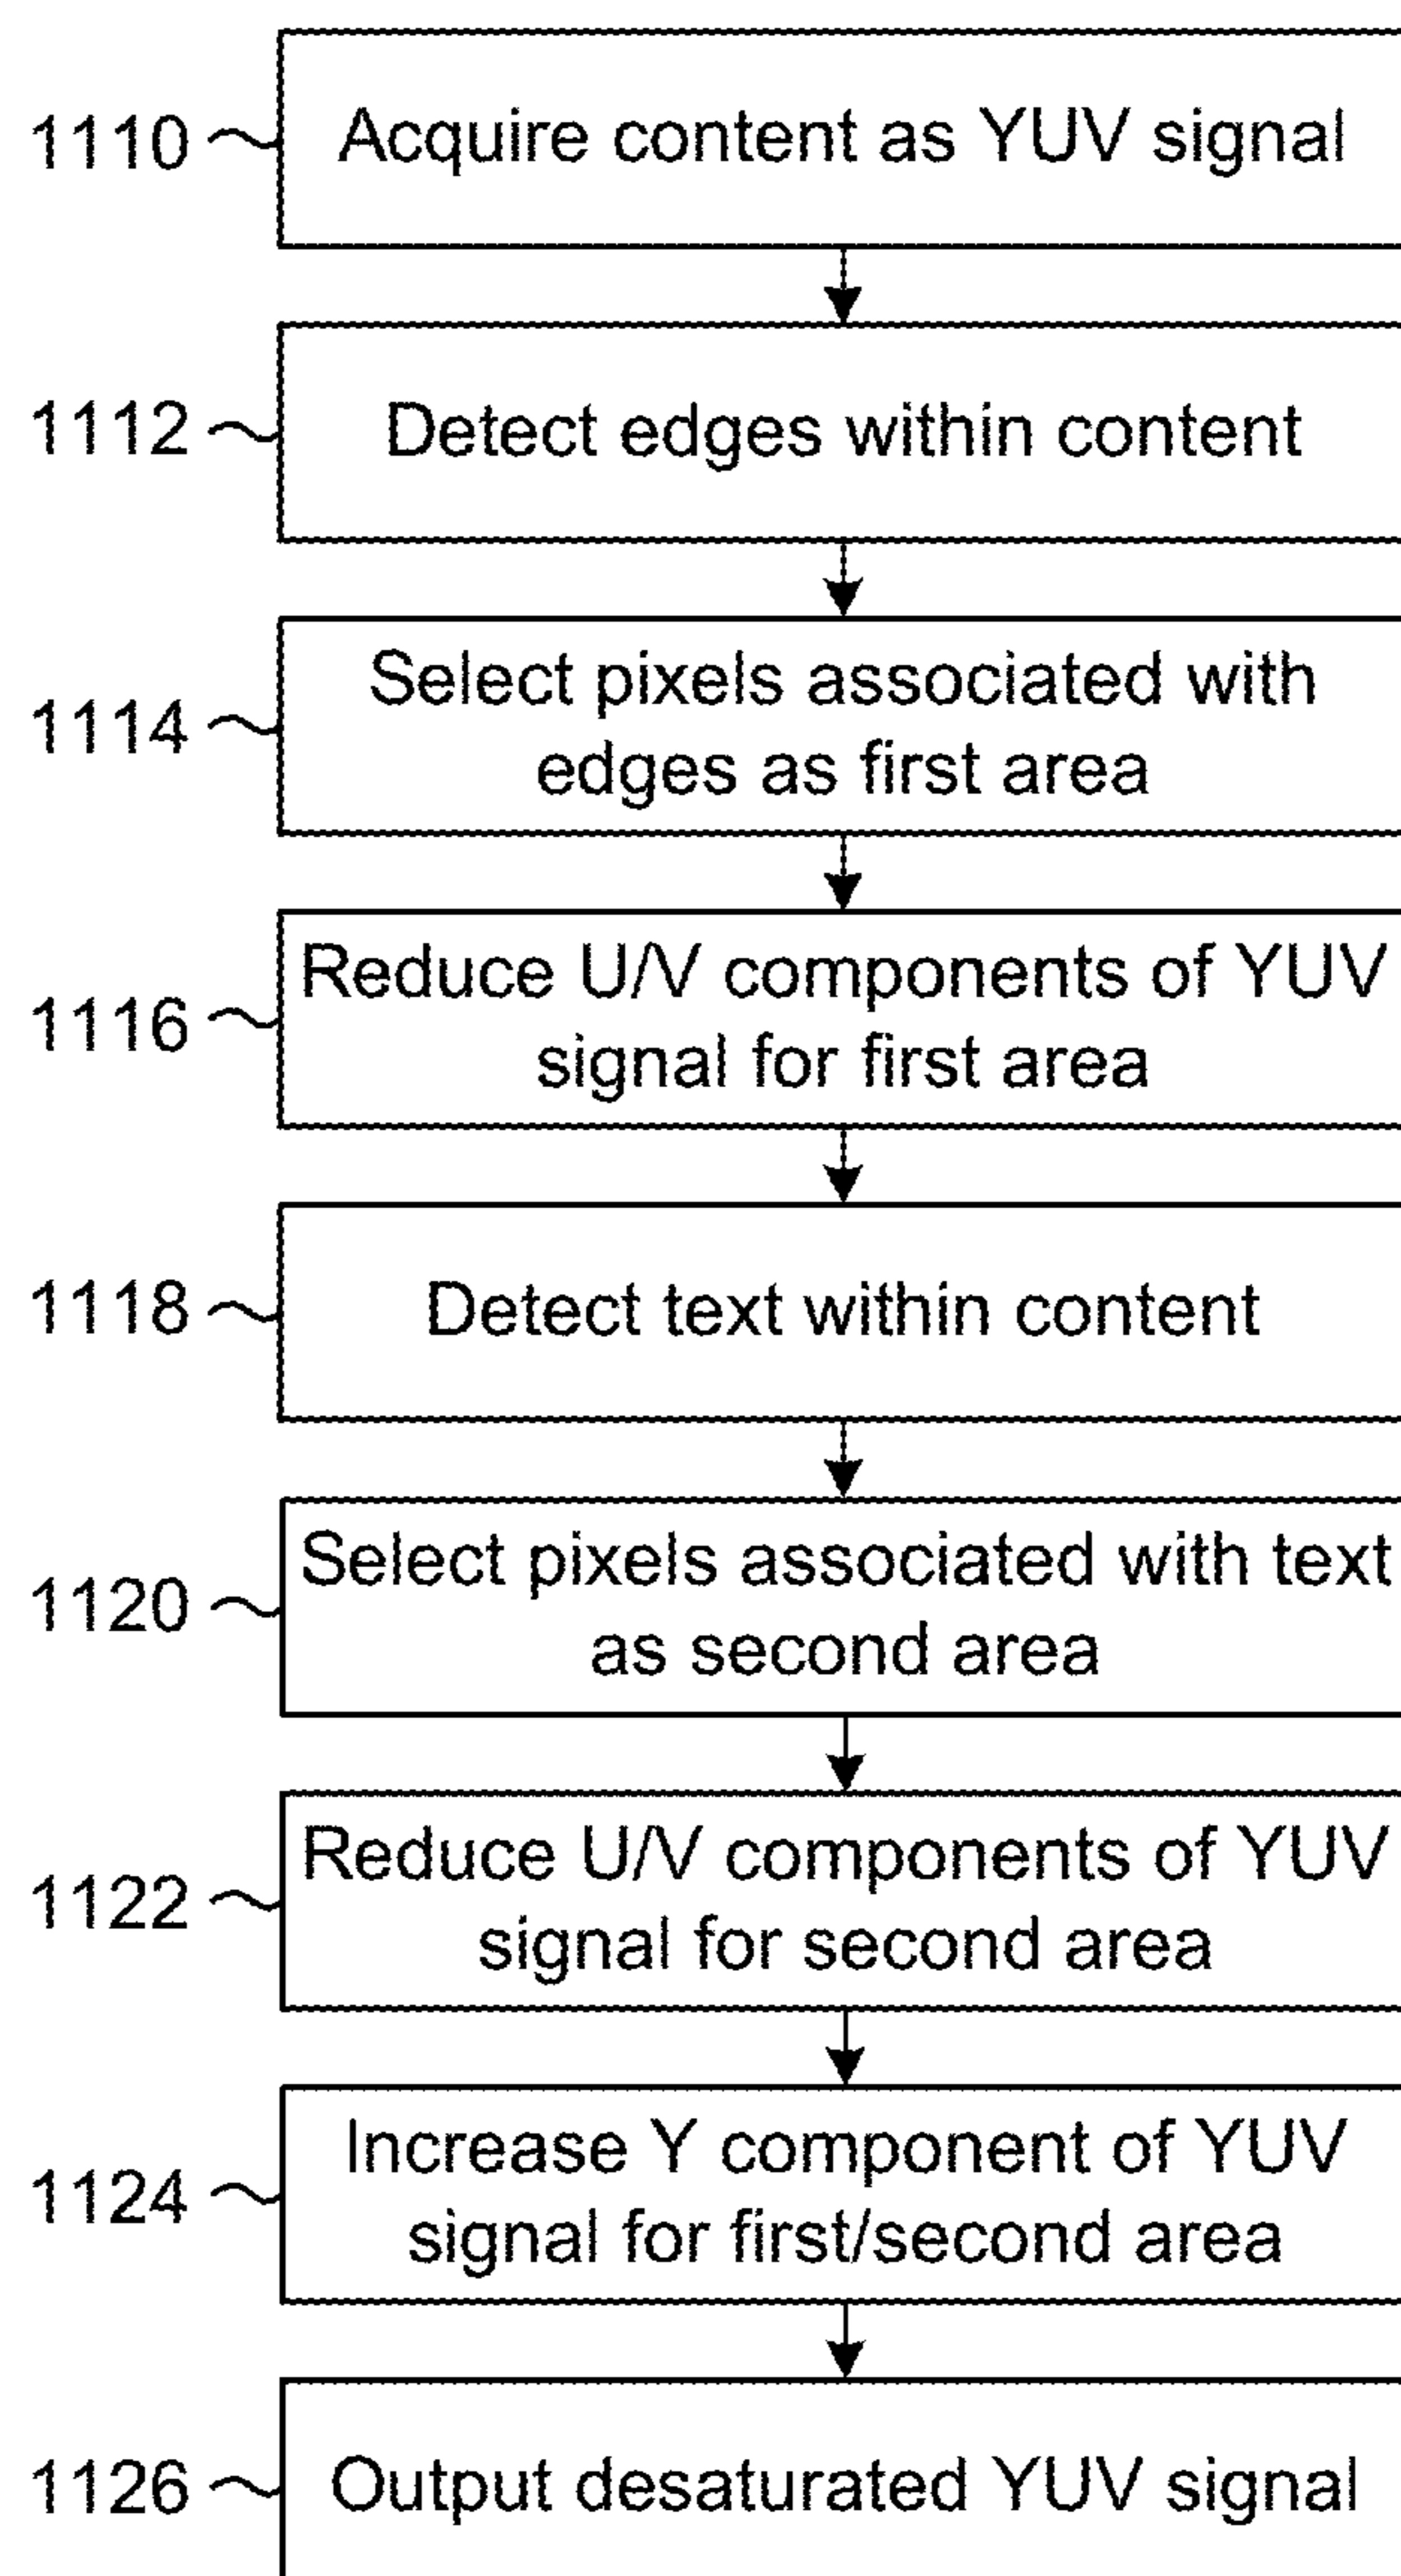 1110
Acquire content as YUV signal
1112
Detect edges within content
1114
Select pixels associated with
edges as first area
1116
Reduce U/V components of YUV
signal for first area
1118
Detect text within content
1120
Select pixels associated with text
as second area
1122
Reduce U/V components of YUV
signal for second area
1124
Increase Y component of YUV
signal for first/second area
1126
Output desaturated YUV signal